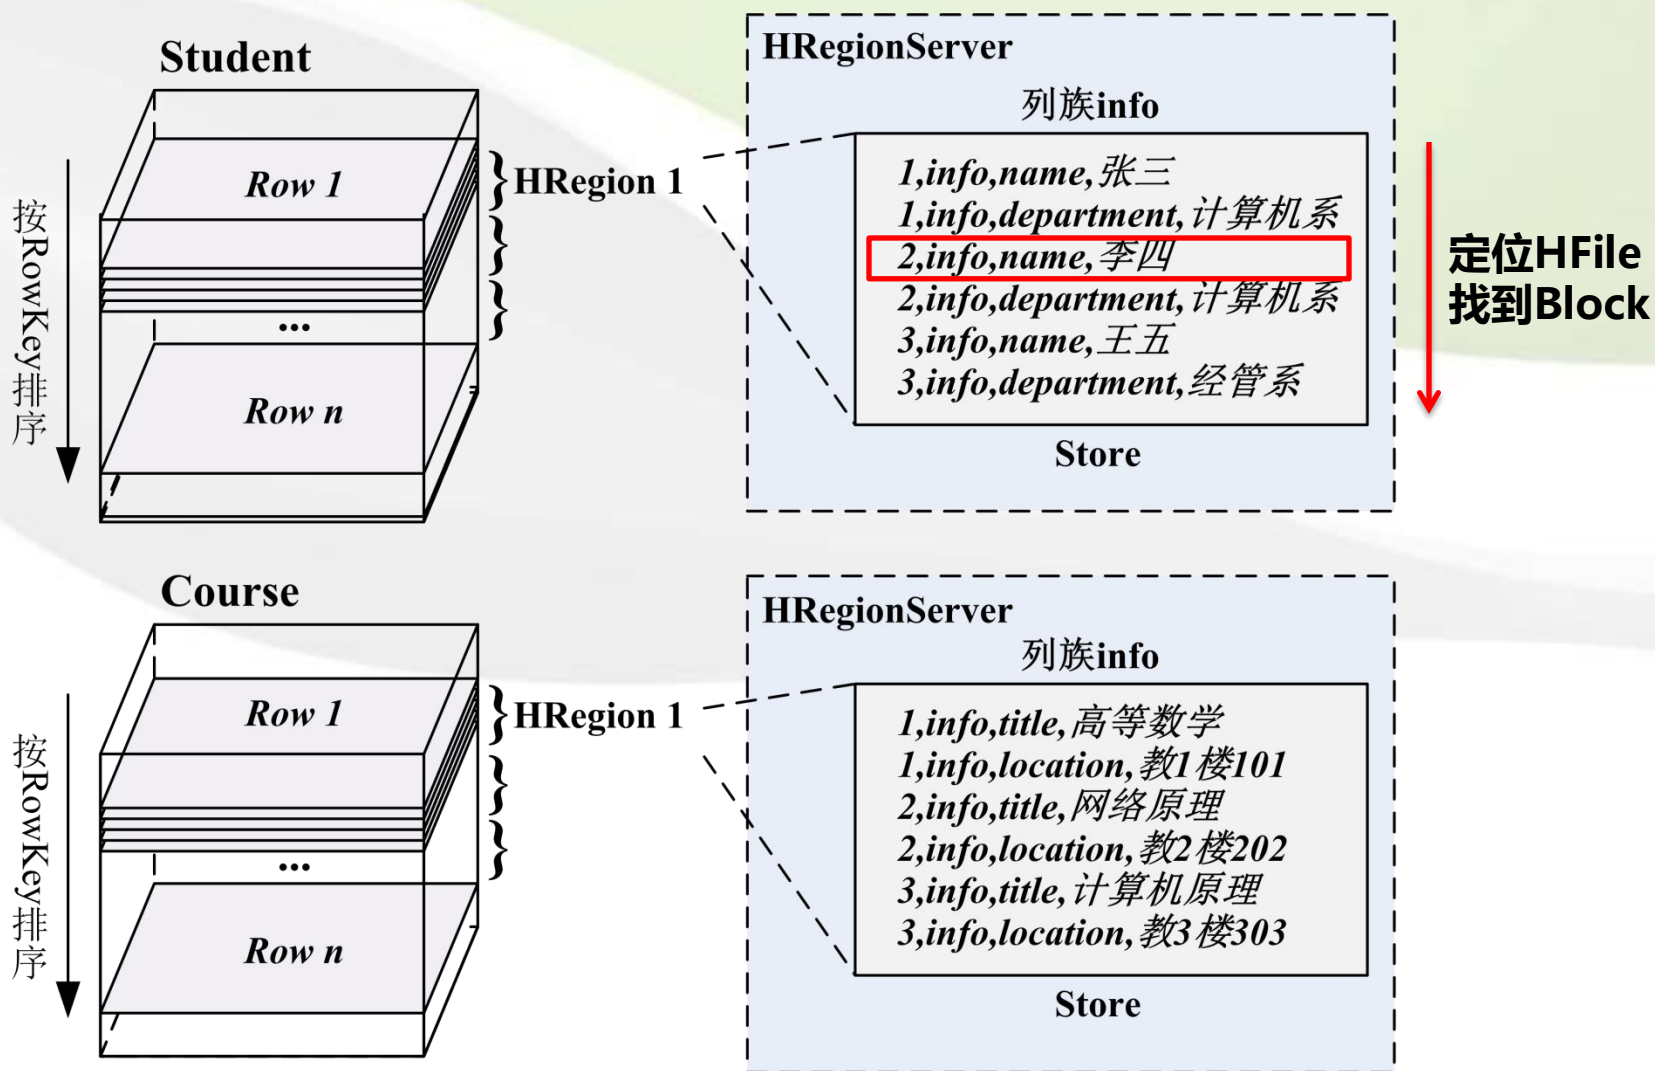 Student
按RowKey排序
Row 1
...
Row n
HRegion 1
HRegionServer
列族info
1,info,name,张三
1,info,department,计算机系
2,info,name,李四
2,info,department,计算机系
3,info,name,王五
3,info,department,经管系
Store
定位HFile
找到Block
Course
按RowKey排序
Row 1
...
Row n
HRegion 1
HRegionServer
列族info
1,info,title,高等数学
1,info,location,教1楼101
2,info,title,网络原理
2,info,location,教2楼202
3,info,title,计算机原理
3,info,location,教3楼303
Store